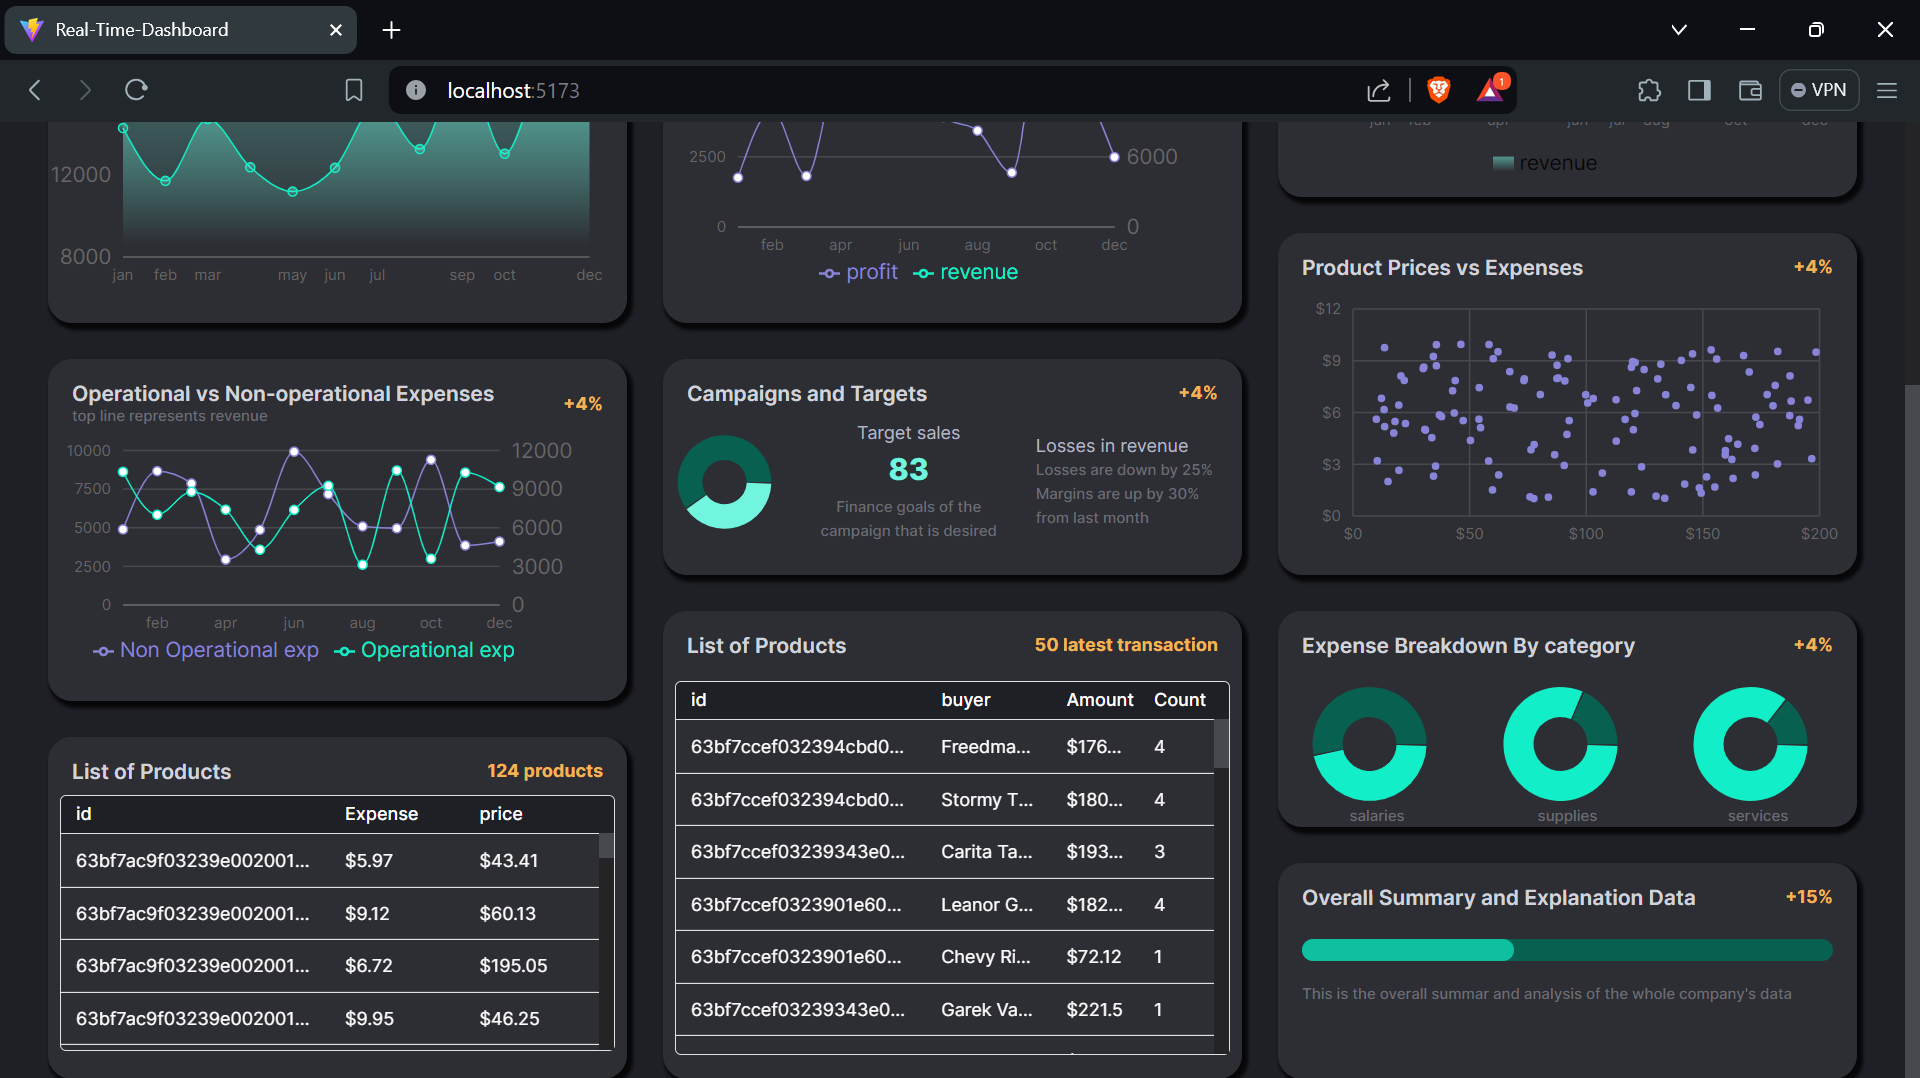 Real-Time-Dashboard
localhost:5173
1
VPN
12000
8000
jan feb mar may jun jul sep oct dec
2500
6000
0
0
feb apr jun aug oct dec
profit revenue
jan feb apr jun jul aug oct dec
revenue
Operational vs Non-operational Expenses
+4%
top line represents revenue
10000
7500
5000
2500
0
12000
9000
6000
3000
0
feb apr jun aug oct dec
Non Operational exp Operational exp
Campaigns and Targets
+4%
Target sales
83
Finance goals of the
campaign that is desired
Losses in revenue
Losses are down by 25%
Margins are up by 30%
from last month
Product Prices vs Expenses
+4%
$12
$9
$6
$3
$0
$0 $50 $100 $150 $200
List of Products
124 products
id Expense price
63bf7ac9f03239e002001... $5.97 $43.41
63bf7ac9f03239e002001... $9.12 $60.13
63bf7ac9f03239e002001... $6.72 $195.05
63bf7ac9f03239e002001... $9.95 $46.25
List of Products
50 latest transaction
id buyer Amount Count
63bf7ccef032394cbd0... Freedma... $176... 4
63bf7ccef032394cbd0... Stormy T... $180... 4
63bf7ccef03239343e0... Carita Ta... $193... 3
63bf7ccef0323901e60... Leanor G... $182... 4
63bf7ccef0323901e60... Chevy Ri... $72.12 1
63bf7ccef03239343e0... Garek Va... $221.5 1
Expense Breakdown By category
+4%
salaries supplies services
Overall Summary and Explanation Data
+15%
This is the overall summar and analysis of the whole company's data